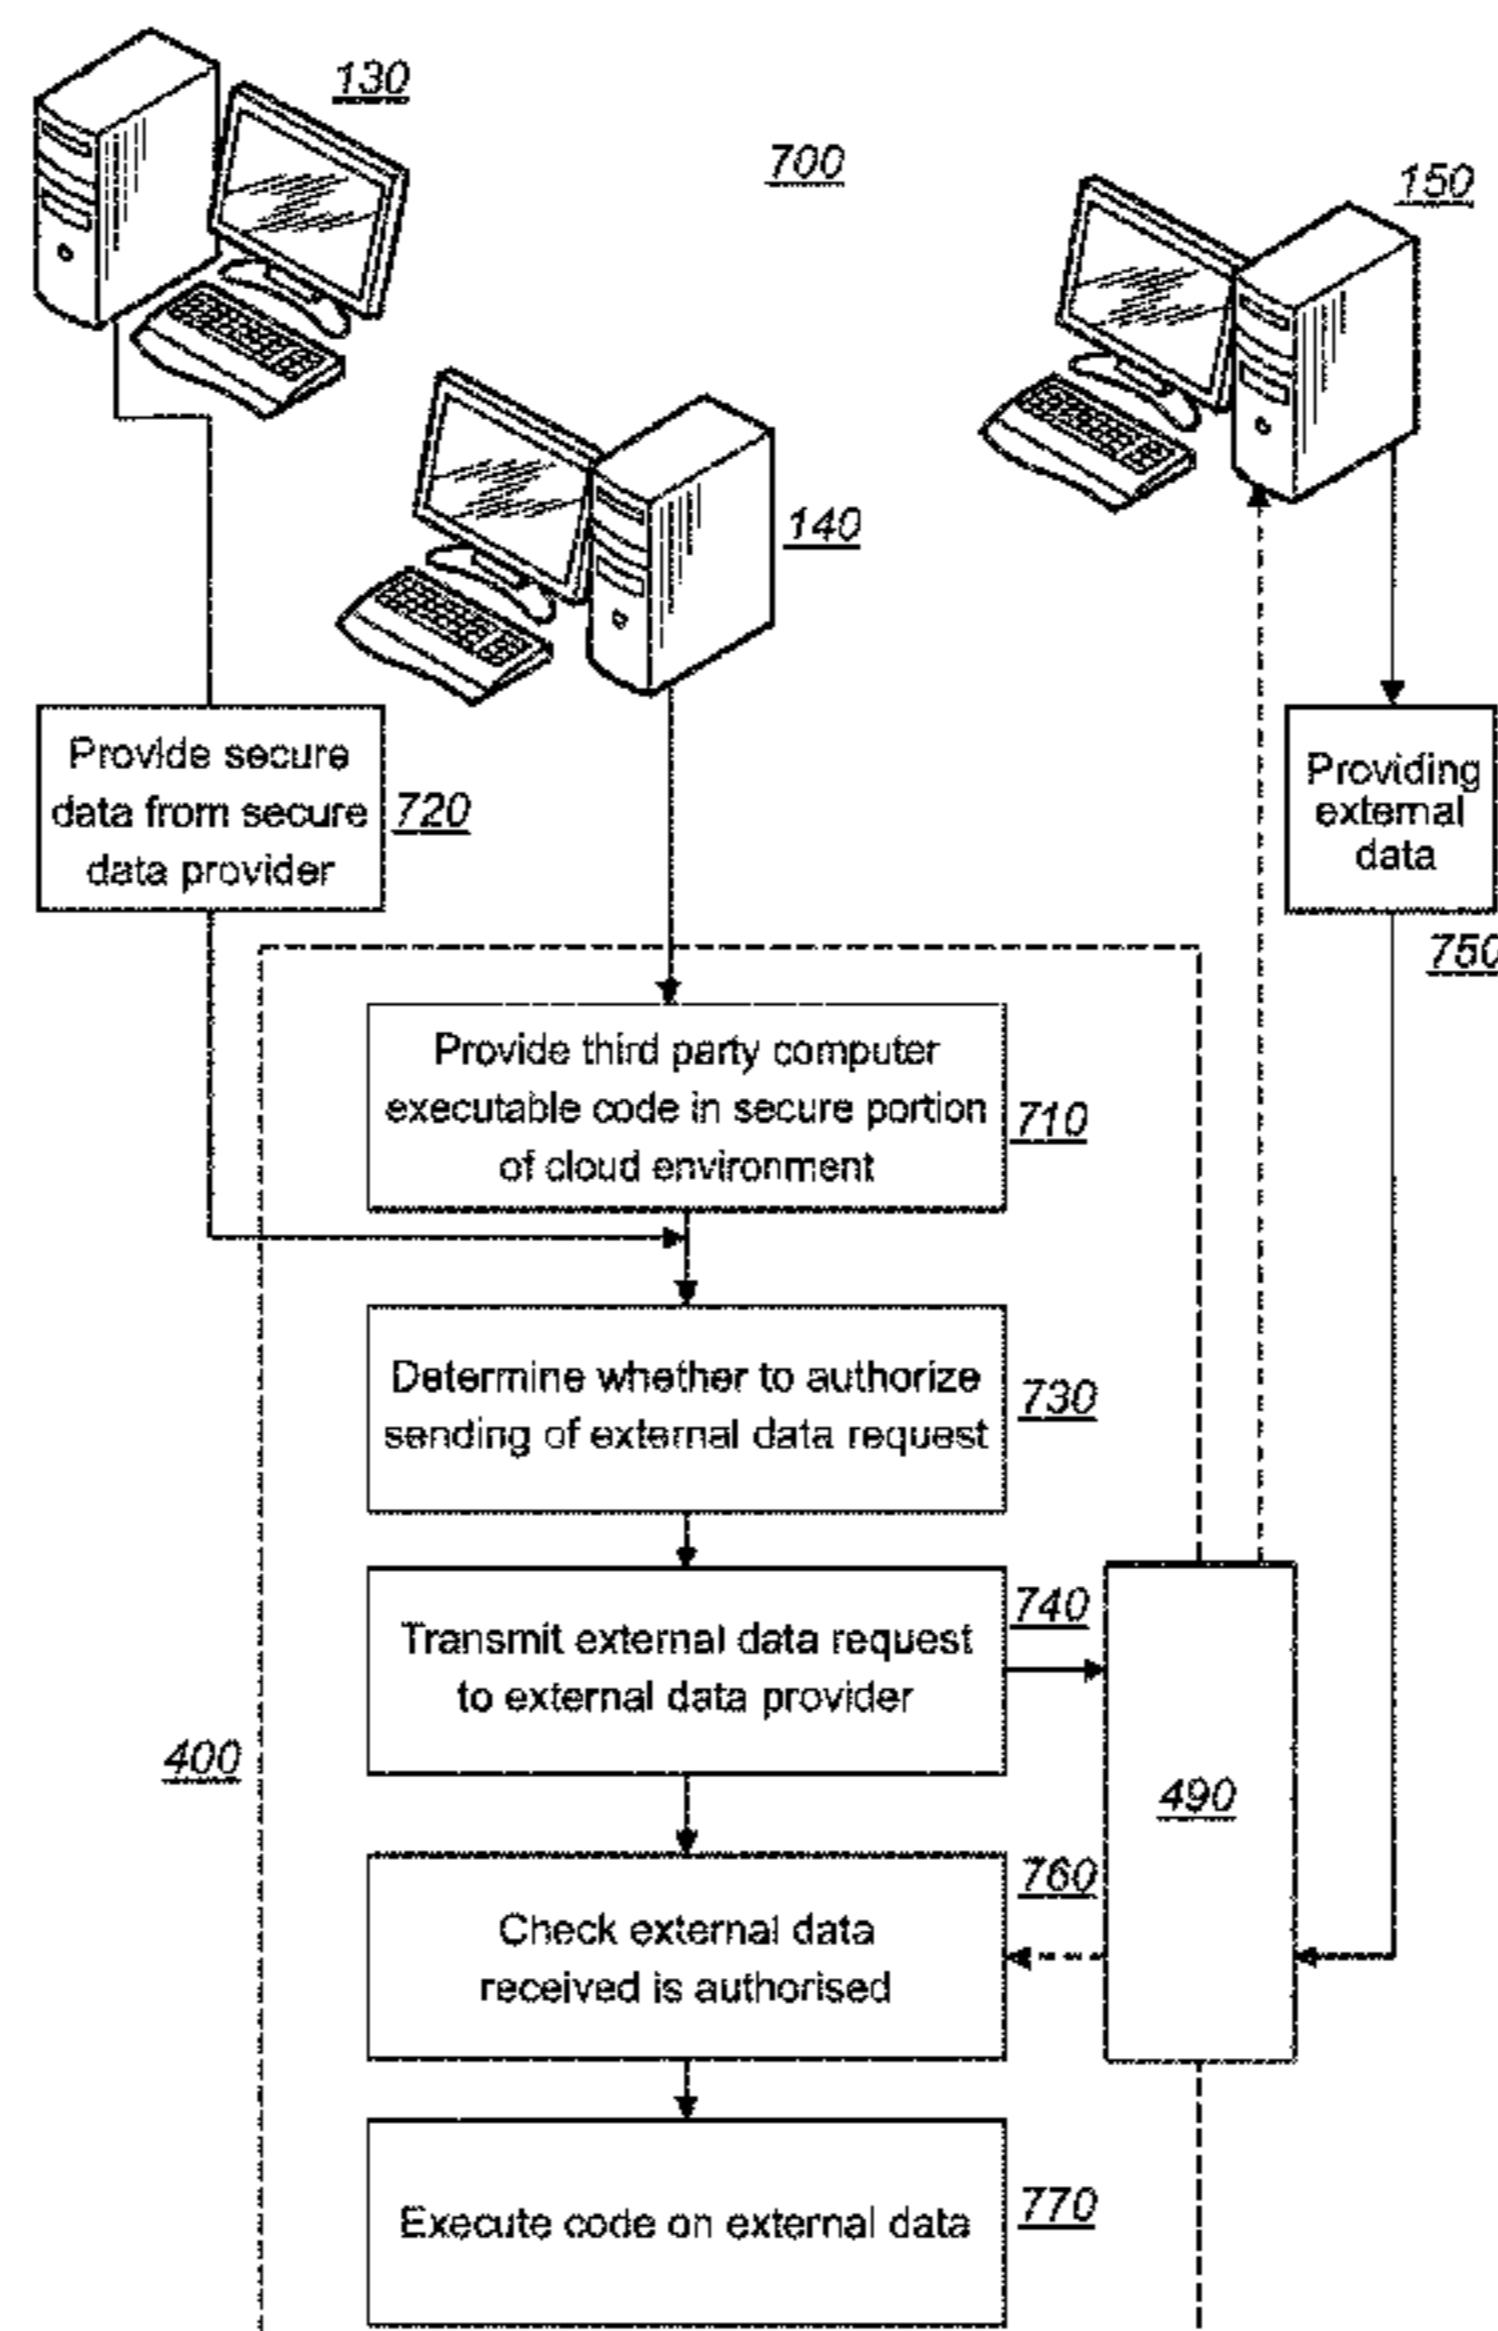 130
700
150
140
Provide secure
data from secure
data provider
720
Providing
external
data
750
Provide third party computer
executable code in secure portion
of cloud environment
710
Determine whether to authorize
sending of external data request
730
Transmit external data request
to external data provider
740
400
490
760
Check external data
received is authorised
Execute code on external data
770